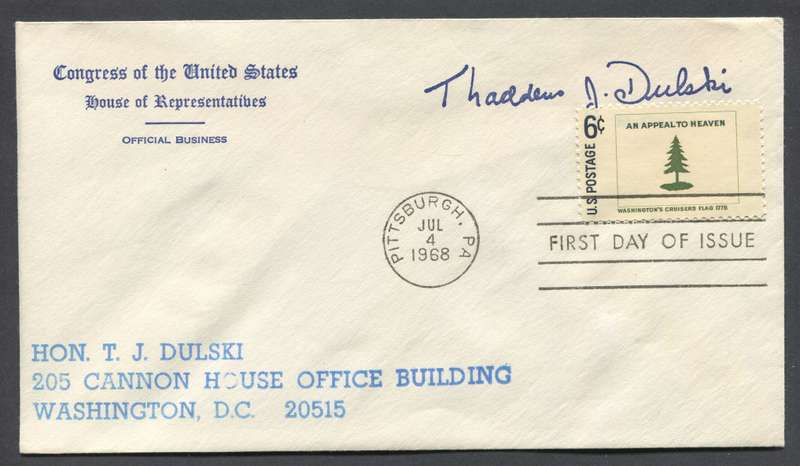 Congress of the United States
House of Representatives
OFFICIAL BUSINESS
Thaddeus J. Dulski
6¢
U.S. POSTAGE
AN APPEAL TO HEAVEN
WASHINGTON'S CRUISERS FLAG 1775
PITTSBURGH, PA
JUL
4
1968
FIRST DAY OF ISSUE
HON. T. J. DULSKI
205 CANNON HOUSE OFFICE BUILDING
WASHINGTON, D.C. 20515